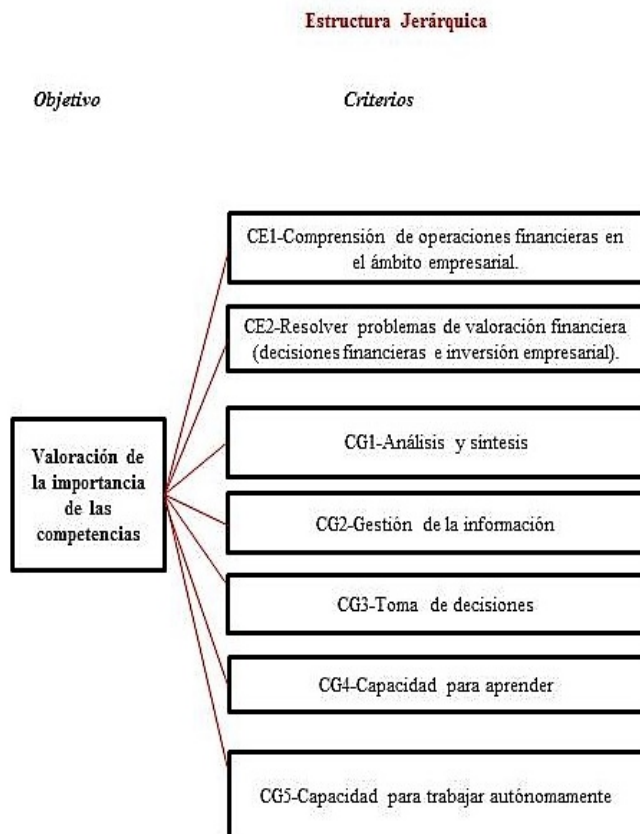 Estructura Jerárquica
Objetivo
Criterios
CE1-Comprensión de operaciones financieras en
el ámbito empresarial.
CE2-Resolver problemas de valoración financiera
(decisiones financieras e inversión empresarial).
Valoración de
la importancia
de las
competencias
CG1-Análisis y síntesis
CG2-Gestión de la información
CG3-Toma de decisiones
CG4-Capacidad para aprender
CG5-Capacidad para trabajar autónomamente